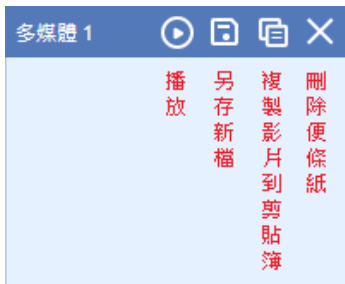 多媒體 1
播放
另存新檔
複製影片到剪貼簿
刪除便條紙